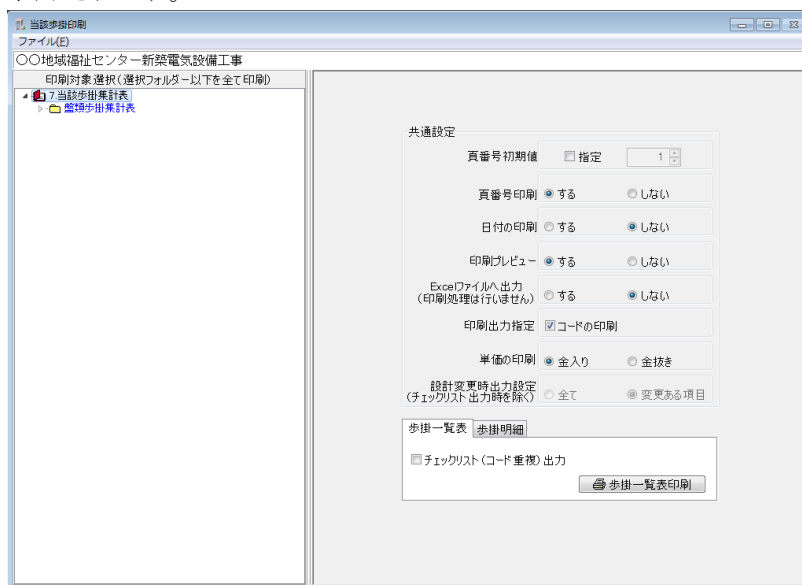 当該歩掛印刷
ファイル(F)
〇〇地域福祉センター新築電気設備工事
印刷対象選択(選択フォルダー以下を全て印刷)
7.当該歩掛集計表
盤類歩掛集計表
共通設定
頁番号初期値 指定 1
頁番号印刷 する しない
日付の印刷 する しない
印刷プレビュー する しない
Excelファイルへ出力
(印刷処理は行いません) する しない
印刷出力指定 コードの印刷
単価の印刷 金入り 金抜き
設計変更時出力設定
(チェックリスト出力時を除く) 全て 変更ある項目
歩掛一覧表 歩掛明細
チェックリスト(コード重複)出力
歩掛一覧表印刷